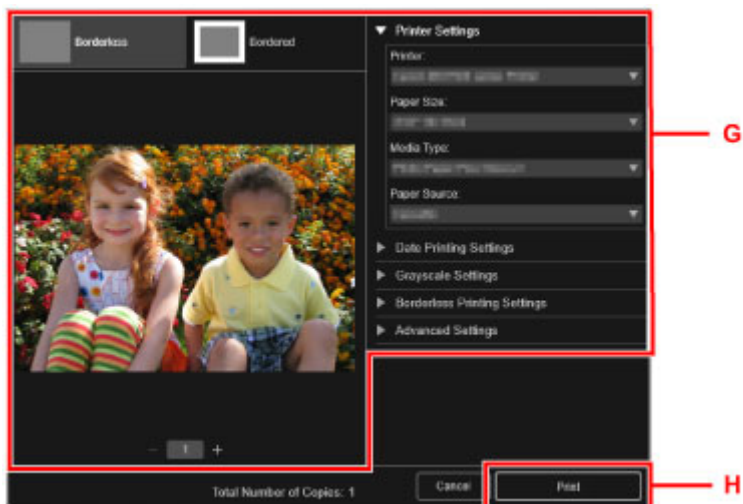 Borderless
Bordered
Printer Settings
Printer:
Paper Size:
Media Type:
Paper Source:
G
Date Printing Settings
Grayscale Settings
Borderless Printing Settings
Advanced Settings
− 1 +
Total Number of Copies: 1
Cancel
Print
H